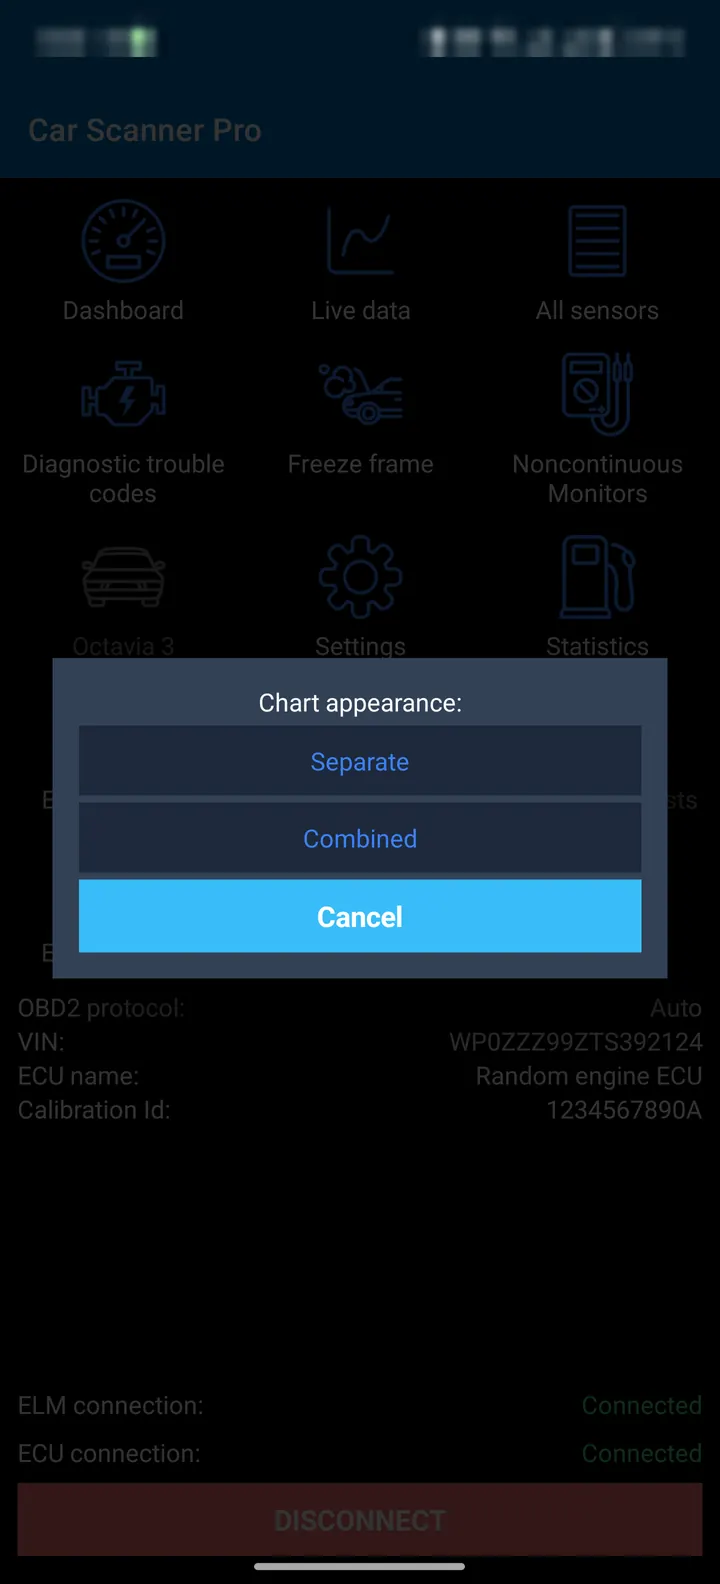 Car Scanner Pro
Dashboard
Live data
All sensors
Diagnostic trouble
codes
Freeze frame
Noncontinuous
Monitors
Octavia 3
Settings
Statistics
Chart appearance:
Separate
Combined
Cancel
OBD2 protocol:
Auto
VIN:
WP0ZZZ99ZTS392124
ECU name:
Random engine ECU
Calibration Id:
1234567890A
ELM connection:
Connected
ECU connection:
Connected
DISCONNECT